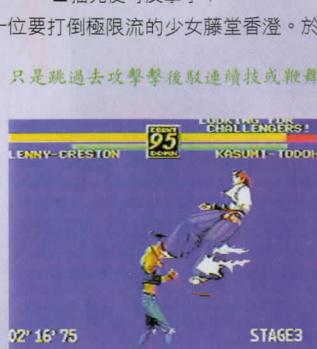 一位要打倒極限流的少女藤堂香澄。於
只是跳過去攻擊擊後駁連續技或鞭
LOOKING FOR
CHALLENGERS!
COUNT
95
DOWN
LENNY-CRESTON
KASUMI-TODOH
02"16"75
STAGE3